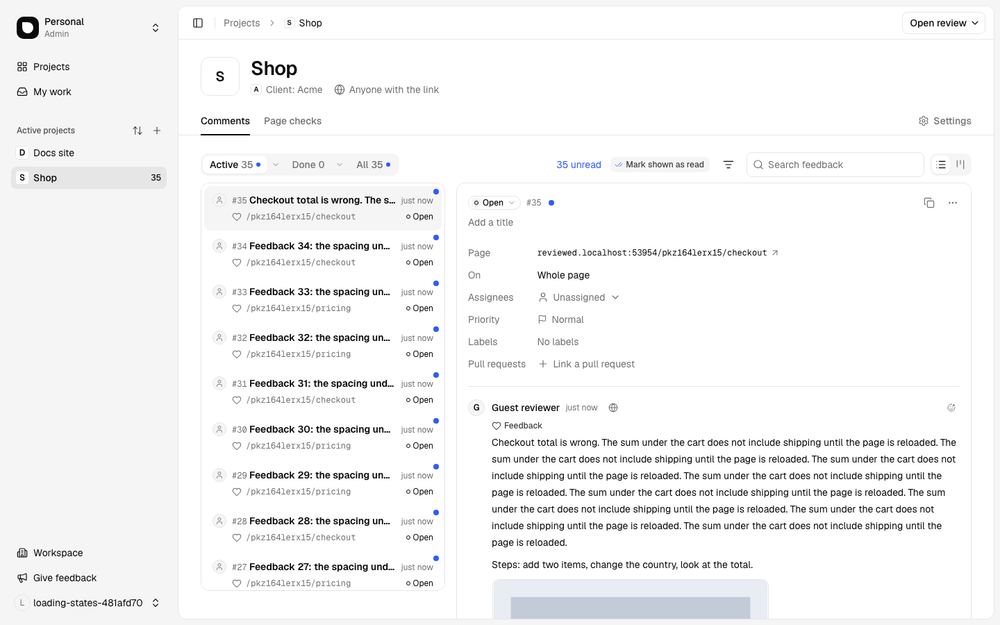 Personal
Admin
Projects
My work
Active projects
D Docs site
S Shop 35
Workspace
Give feedback
L loading-states-481afd70
Projects > S Shop
Open review
S
Shop
A Client: Acme Anyone with the link
Comments Page checks
Settings
Active 35 Done 0 All 35
35 unread Mark shown as read Search feedback
#35 Checkout total is wrong. The s... just now
/pkz164lerx15/checkout Open
#34 Feedback 34: the spacing un... just now
/pkz164lerx15/checkout Open
#33 Feedback 33: the spacing un... just now
/pkz164lerx15/pricing Open
#32 Feedback 32: the spacing un... just now
/pkz164lerx15/pricing Open
#31 Feedback 31: the spacing und... just now
/pkz164lerx15/checkout Open
#30 Feedback 30: the spacing un... just now
/pkz164lerx15/pricing Open
#29 Feedback 29: the spacing un... just now
/pkz164lerx15/pricing Open
#28 Feedback 28: the spacing un... just now
/pkz164lerx15/checkout Open
#27 Feedback 27: the spacing und... just now
/pkz164lerx15/pricing Open
Open #35
Add a title
Page reviewed.localhost:53954/pkz164lerx15/checkout
On Whole page
Assignees Unassigned
Priority Normal
Labels No labels
Pull requests Link a pull request
G Guest reviewer just now
Feedback
Checkout total is wrong. The sum under the cart does not include shipping until the page is reloaded. The
sum under the cart does not include shipping until the page is reloaded. The sum under the cart does not
include shipping until the page is reloaded. The sum under the cart does not include shipping until the
page is reloaded. The sum under the cart does not include shipping until the page is reloaded. The sum
under the cart does not include shipping until the page is reloaded. The sum under the cart does not
include shipping until the page is reloaded. The sum under the cart does not include shipping until the
page is reloaded.
Steps: add two items, change the country, look at the total.